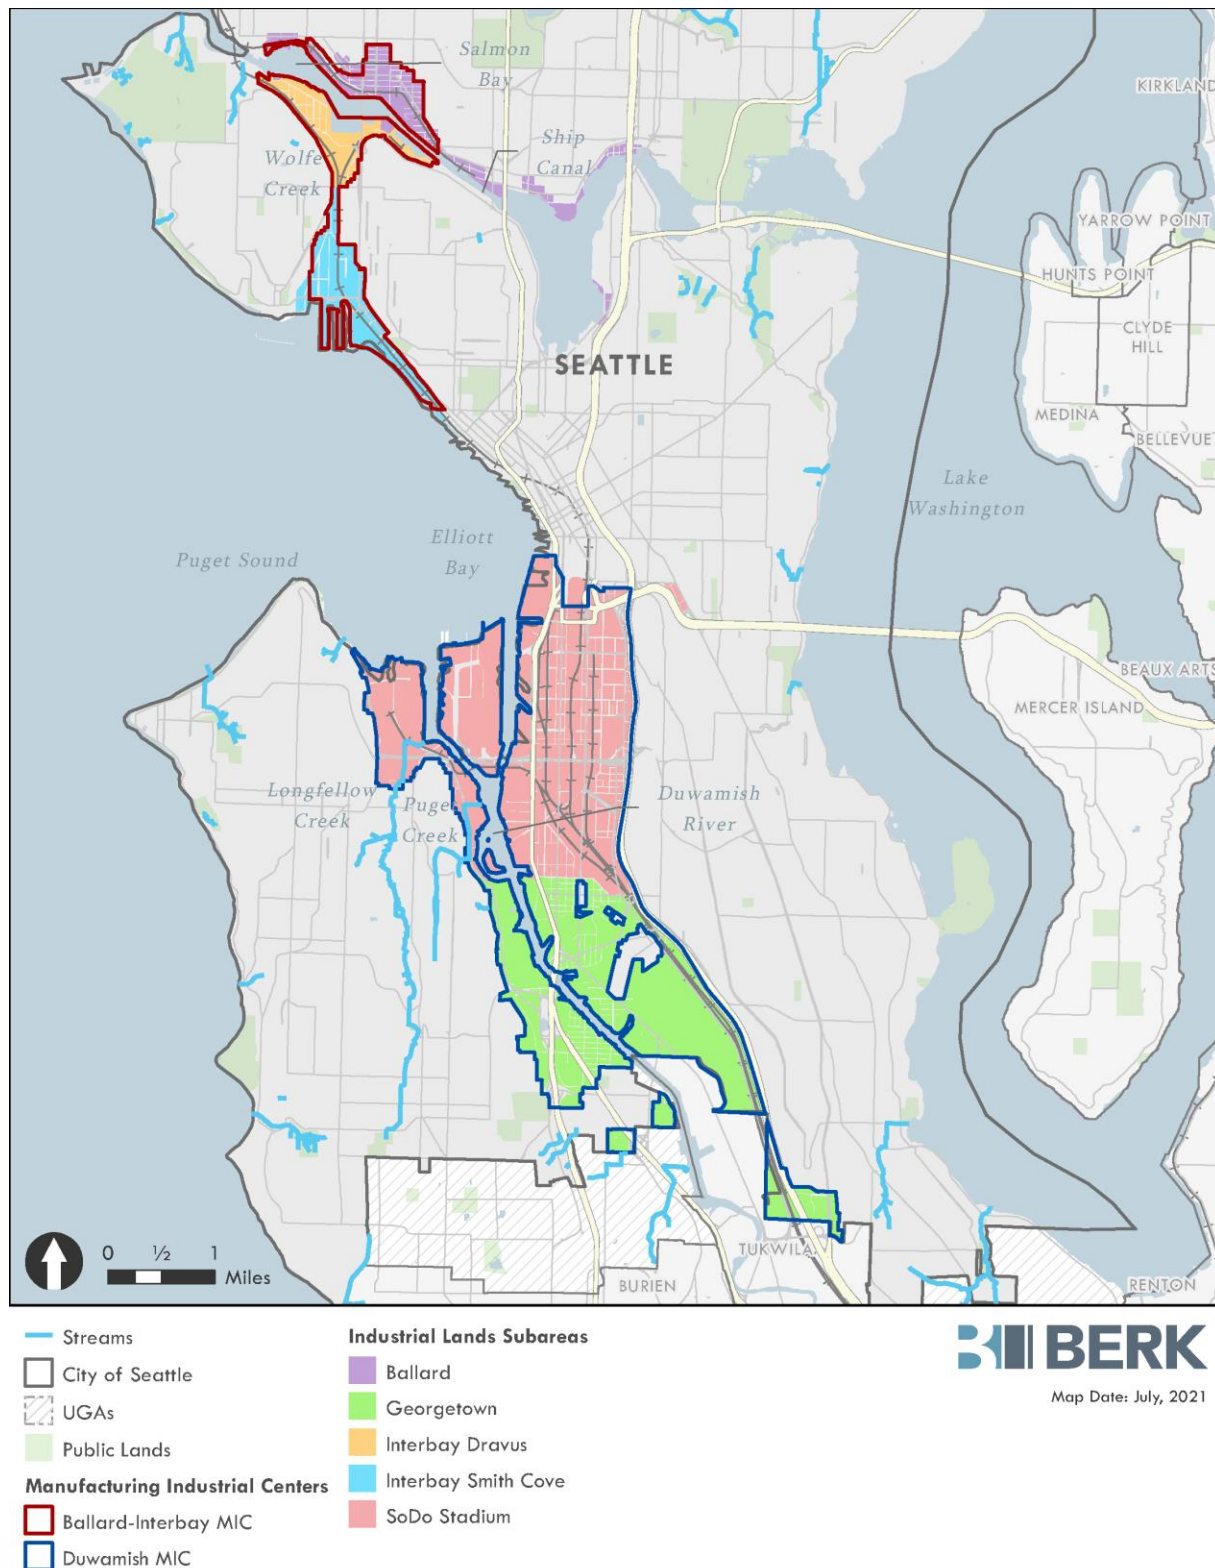 Salmon
Bay
KIRKLAND
Ship
Canal
Wolfe
Creek
YARROW POINT
HUNTS POINT
CLYDE
HILL
SEATTLE
MEDINA
BELLEVUE
Lake
Washington
Elliott
Bay
Puget Sound
BEAUX ARTS
MERCER ISLAND
Longfellow
Creek
Puget
Creek
Duwamish
River
TUKWILA
BURIEN
RENTON
0 ½ 1
Miles
Streams
City of Seattle
UGAs
Public Lands
Manufacturing Industrial Centers
Ballard-Interbay MIC
Duwamish MIC
Industrial Lands Subareas
Ballard
Georgetown
Interbay Dravus
Interbay Smith Cove
SoDo Stadium
BERK
Map Date: July, 2021